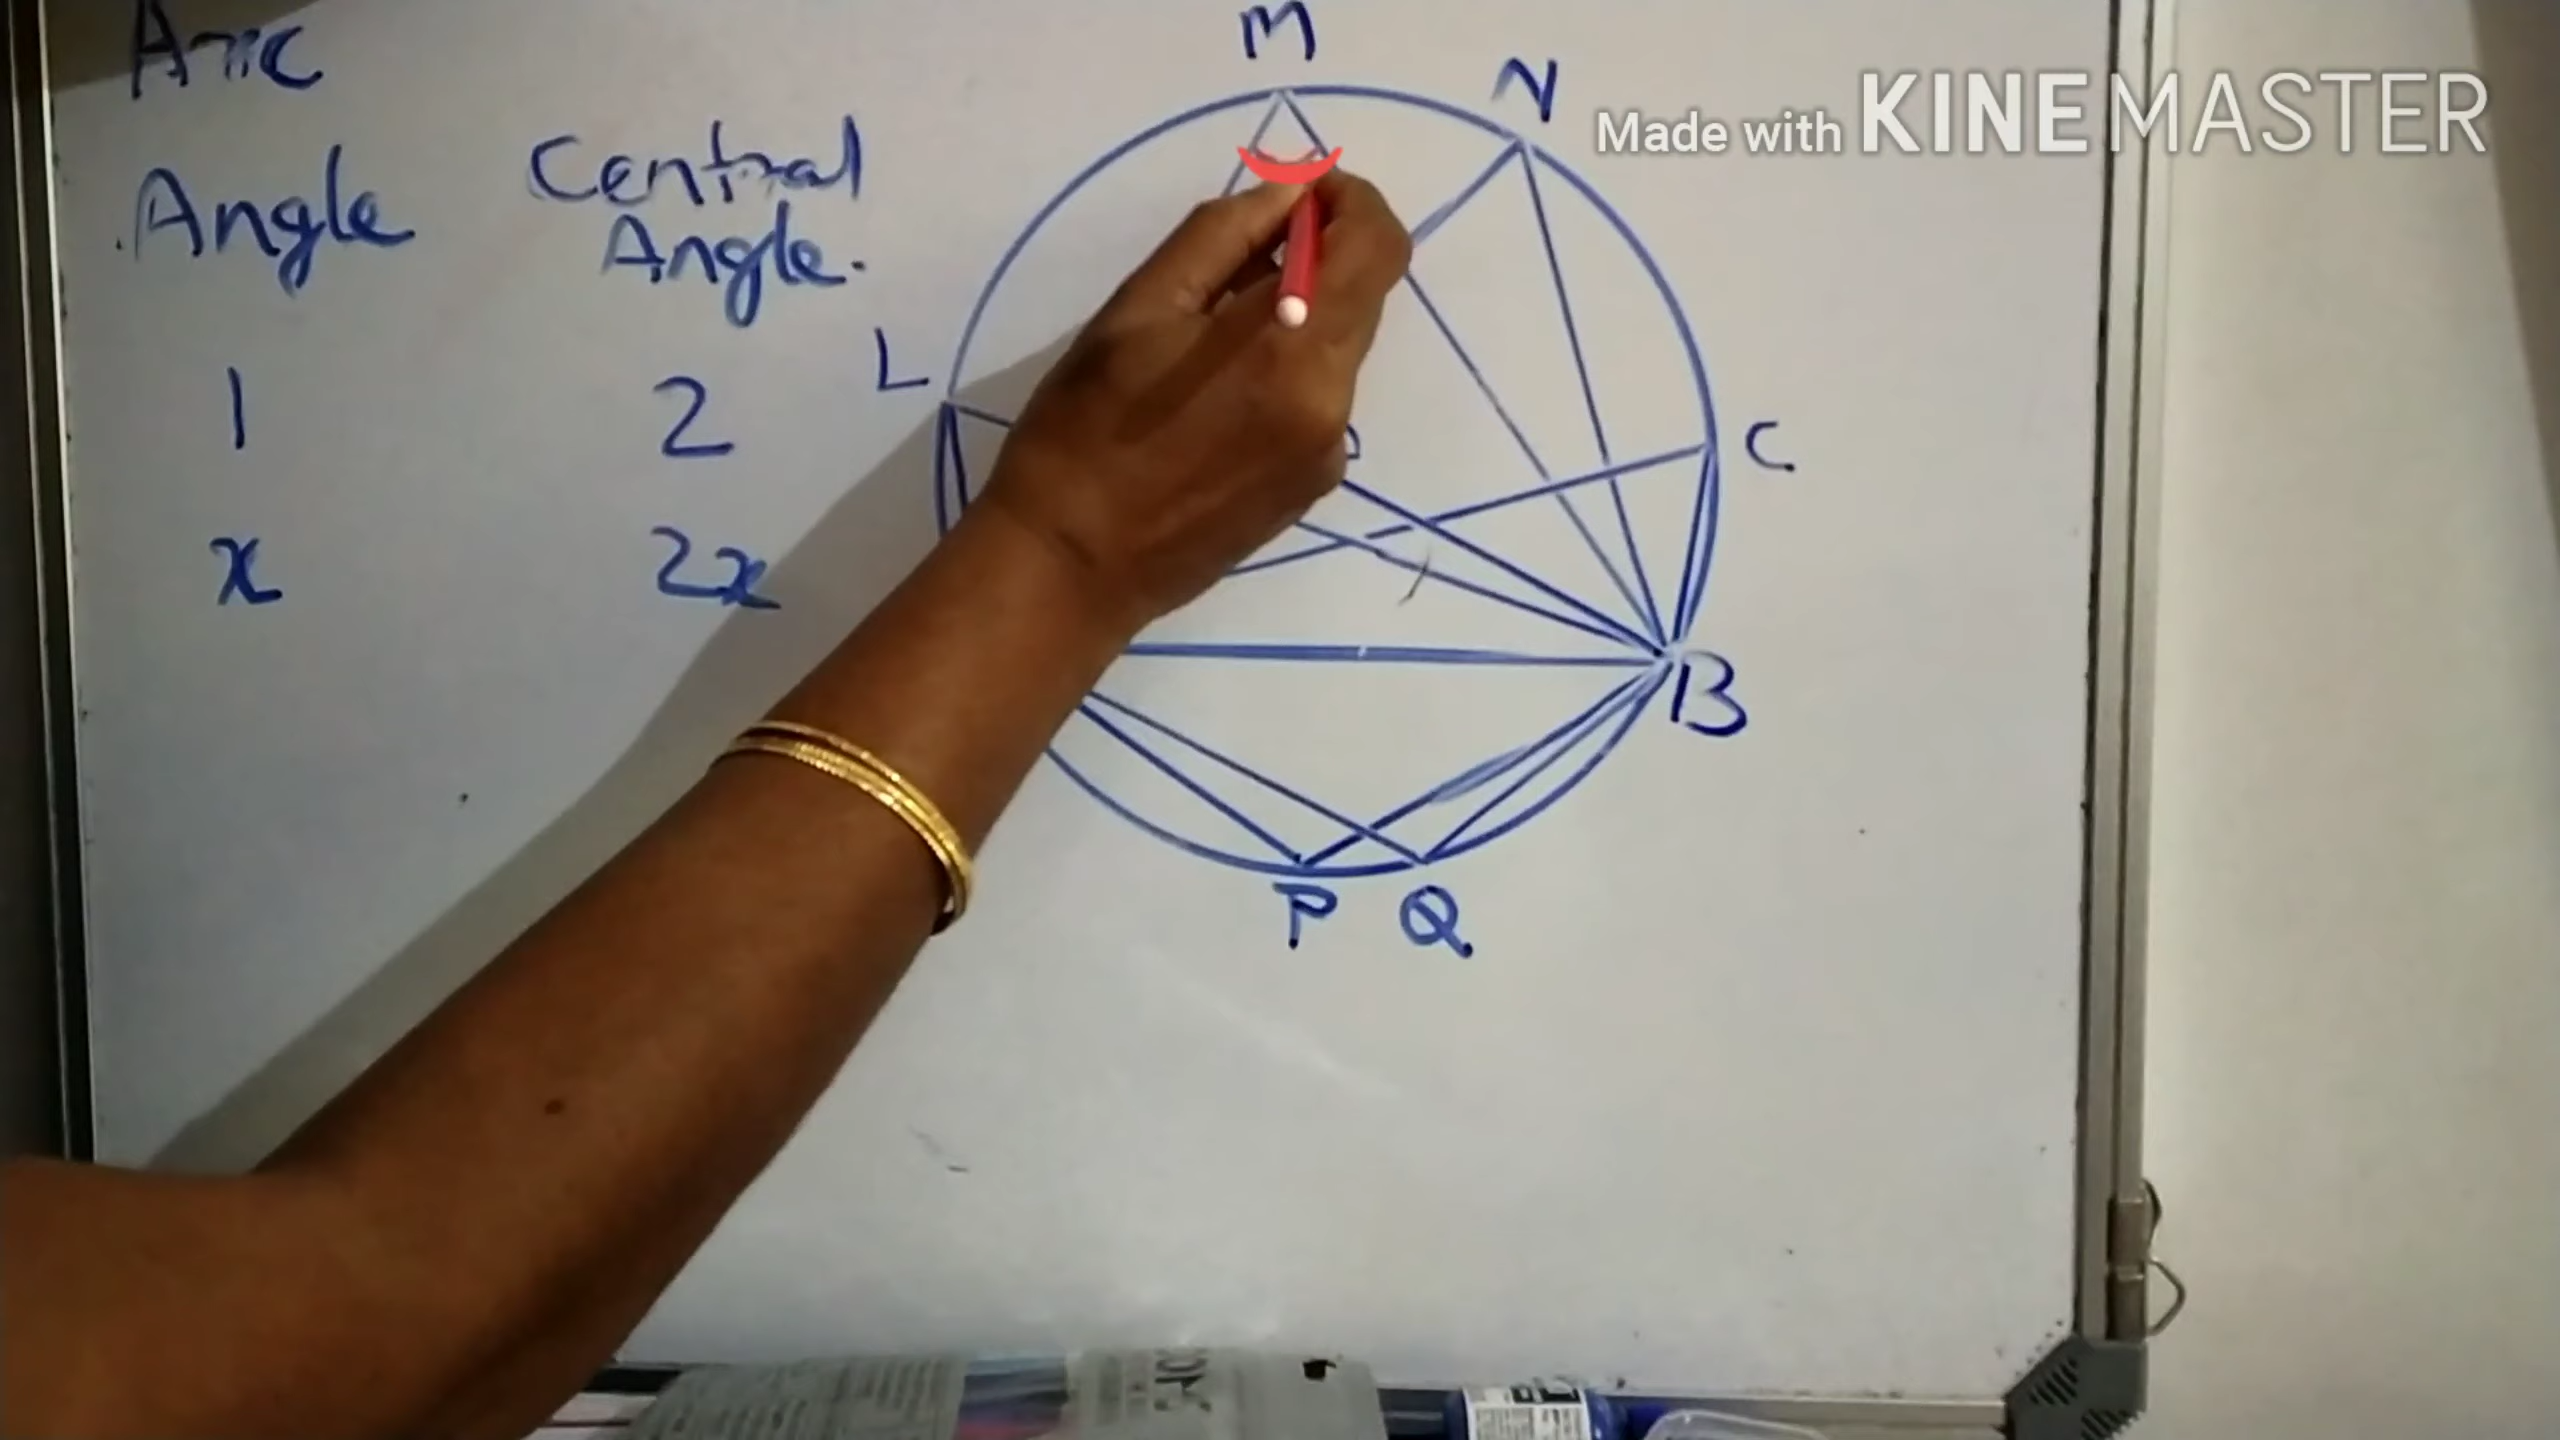 Arc
Angle
Central
Angle.
1
2
x
2x
M
N
L
C
B
P
Q
Made with KINEMASTER